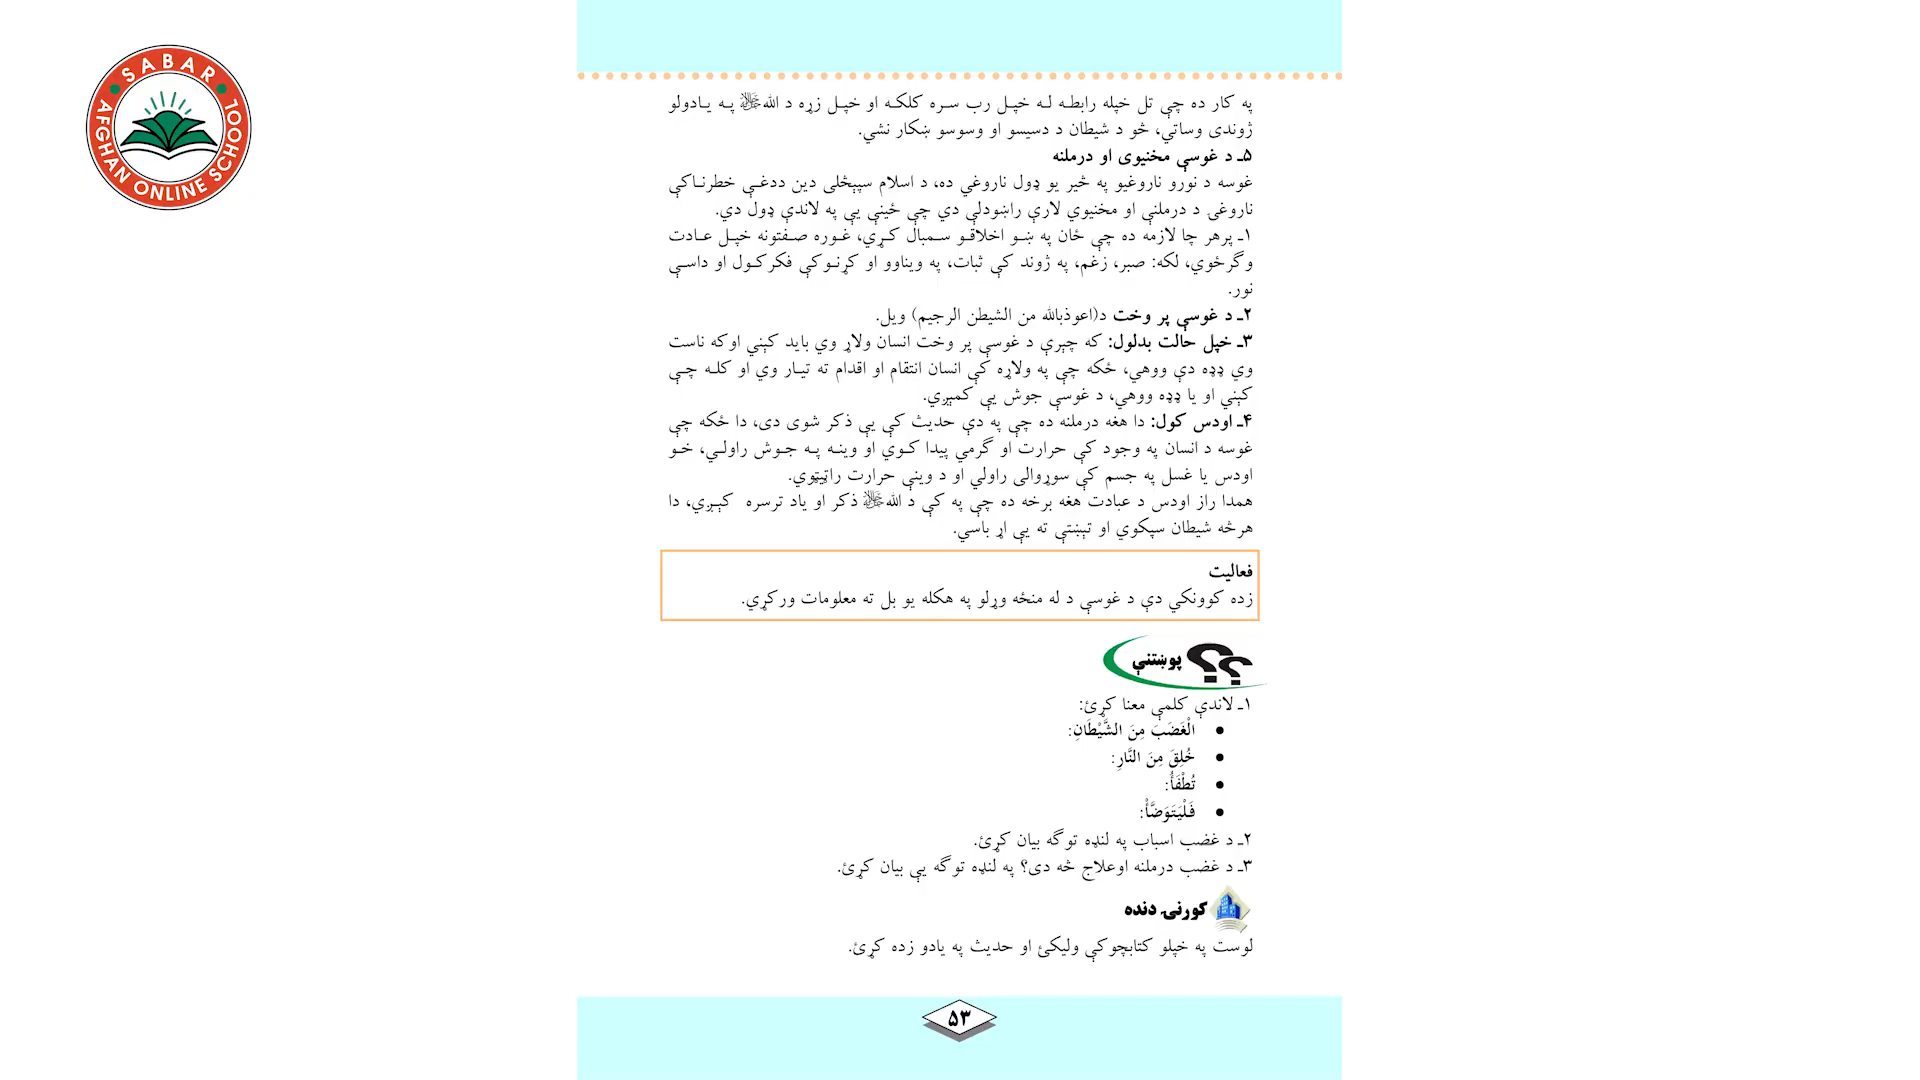 SABAR
AFGHAN ONLINE SCHOOL
په کار ده چې تل خپله رابطه له خپل رب سره کلکه او خپل زړه د الله ﷻ په يادولو
ژوندی وساتي، څو د شيطان د دسيسو او وسوسو ښکار نشي.
۵ـ د غوسې مخنيوی او درملنه
غوسه د نورو ناروغيو په څير يو ډول ناروغي ده، د اسلام سپېڅلی دين ددغې خطرناکې
ناروغی د درملنې او مخنيوي لارې راښودلې دي چې ځينې يې په لاندې ډول دي.
۱ـ پرهر چا لازمه ده چې ځان په ښو اخلاقو سمبال کړي، غوره صفتونه خپل عادت
وگرځوي، لکه: صبر، زغم، په ژوند کې ثبات، په ويناوو او کړنوکې فکرکول او داسې
نور.
۲ـ د غوسې پر وخت د(اعوذبالله من الشيطن الرجيم) ويل.
۳ـ خپل حالت بدلول: که چېرې د غوسې پر وخت انسان ولاړ وي بايد کېني اوکه ناست
وي ډډه دې ووهي، ځکه چې په ولاړه کې انسان انتقام او اقدام ته تيار وي او کله چې
کېني او يا ډډه ووهي، د غوسې جوش يې کمېږي.
۴ـ اودس کول: دا هغه درملنه ده چې په دې حديث کې يې ذکر شوی دی، دا ځکه چې
غوسه د انسان په وجود کې حرارت او گرمي پيدا کوي او وينه په جوش راولي، خو
اودس يا غسل په جسم کې سوړوالی راولي او د وينې حرارت راټيټوي.
همدا راز اودس د عبادت هغه برخه ده چې په کې د الله ﷻ ذکر او ياد ترسره کېږي، دا
هرڅه شيطان سپکوي او تېښتې ته يې اړ باسي.
فعاليت
زده کوونکي دې د غوسې د له منځه وړلو په هکله يو بل ته معلومات ورکړي.
؟؟ پوښتنې
۱ـ لاندې کلمې معنا کړئ:
• الْغَضَبَ مِنَ الشَّيْطَانِ:
• خُلِقَ مِنَ النَّارِ:
• تُطْفَأُ:
• فَلْيَتَوَضَّأْ:
۲ـ د غضب اسباب په لنډه توگه بيان کړئ.
۳ـ د غضب درملنه اوعلاج څه دی؟ په لنډه توگه يې بيان کړئ.
کورنۍ دنده
لوست په خپلو کتابچوکې وليکئ او حديث په يادو زده کړئ.
۵۳